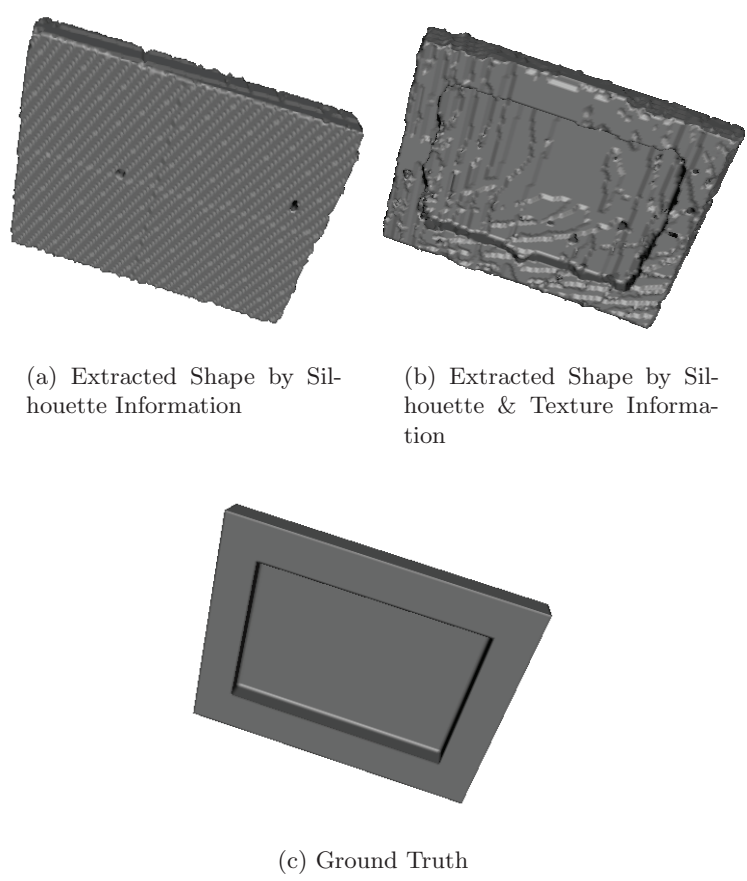 (a) Extracted Shape by Sil-
houette Information
(b) Extracted Shape by Sil-
houette & Texture Informa-
tion
(c) Ground Truth